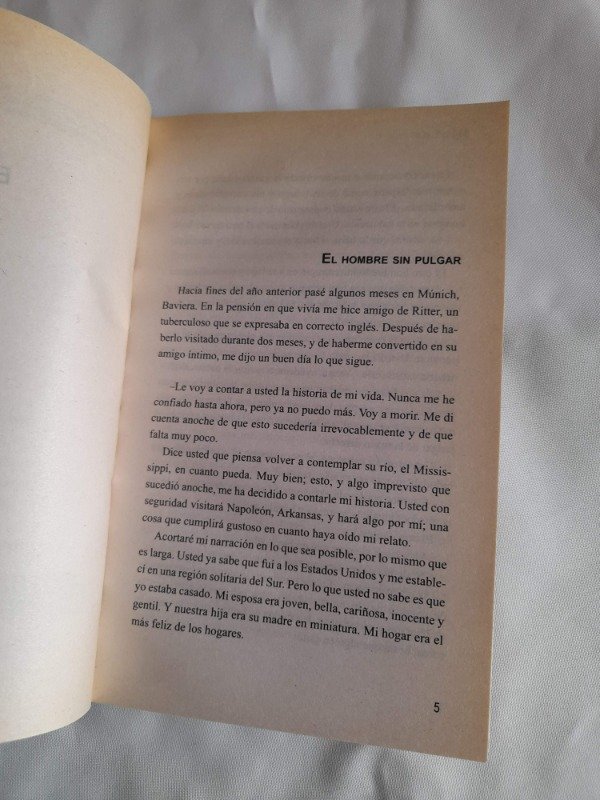 EL HOMBRE SIN PULGAR
Hacia fines del año anterior pasé algunos meses en Múnich,
Baviera. En la pensión en que vivía me hice amigo de Ritter, un
tuberculoso que se expresaba en correcto inglés. Después de ha-
berlo visitado durante dos meses, y de haberme convertido en su
amigo íntimo, me dijo un buen día lo que sigue.
–Le voy a contar a usted la historia de mi vida. Nunca me he
confiado hasta ahora, pero ya no puedo más. Voy a morir. Me di
cuenta anoche de que esto sucedería irrevocablemente y de que
falta muy poco.
Dice usted que piensa volver a contemplar su río, el Missis-
sippi, en cuanto pueda. Muy bien; esto, y algo imprevisto que
sucedió anoche, me ha decidido a contarle mi historia. Usted con
seguridad visitará Napoleón, Arkansas, y hará algo por mí; una
cosa que cumplirá gustoso en cuanto haya oído mi relato.
Acortaré mi narración en lo que sea posible, por lo mismo que
es larga. Usted ya sabe que fui a los Estados Unidos y me estable-
cí en una región solitaria del Sur. Pero lo que usted no sabe es que
yo estaba casado. Mi esposa era joven, bella, cariñosa, inocente y
gentil. Y nuestra hija era su madre en miniatura. Mi hogar era el
más feliz de los hogares.
5